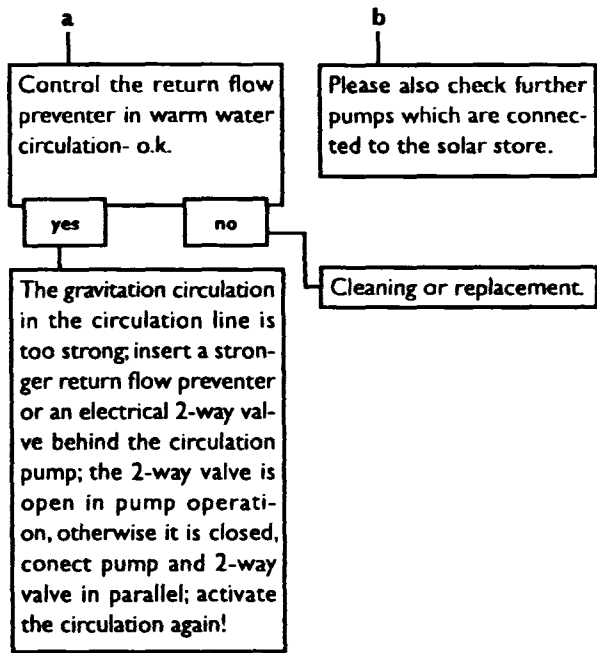 a
Control the return flow
preventer in warm water
circulation- o.k.
yes
no
The gravitation circulation
in the circulation line is
too strong; insert a stron-
ger return flow preventer
or an electrical 2-way val-
ve behind the circulation
pump; the 2-way valve is
open in pump operati-
on, otherwise it is closed,
conect pump and 2-way
valve in parallel; activate
the circulation again!
b
Please also check further
pumps which are connec-
ted to the solar store.
Cleaning or replacement.